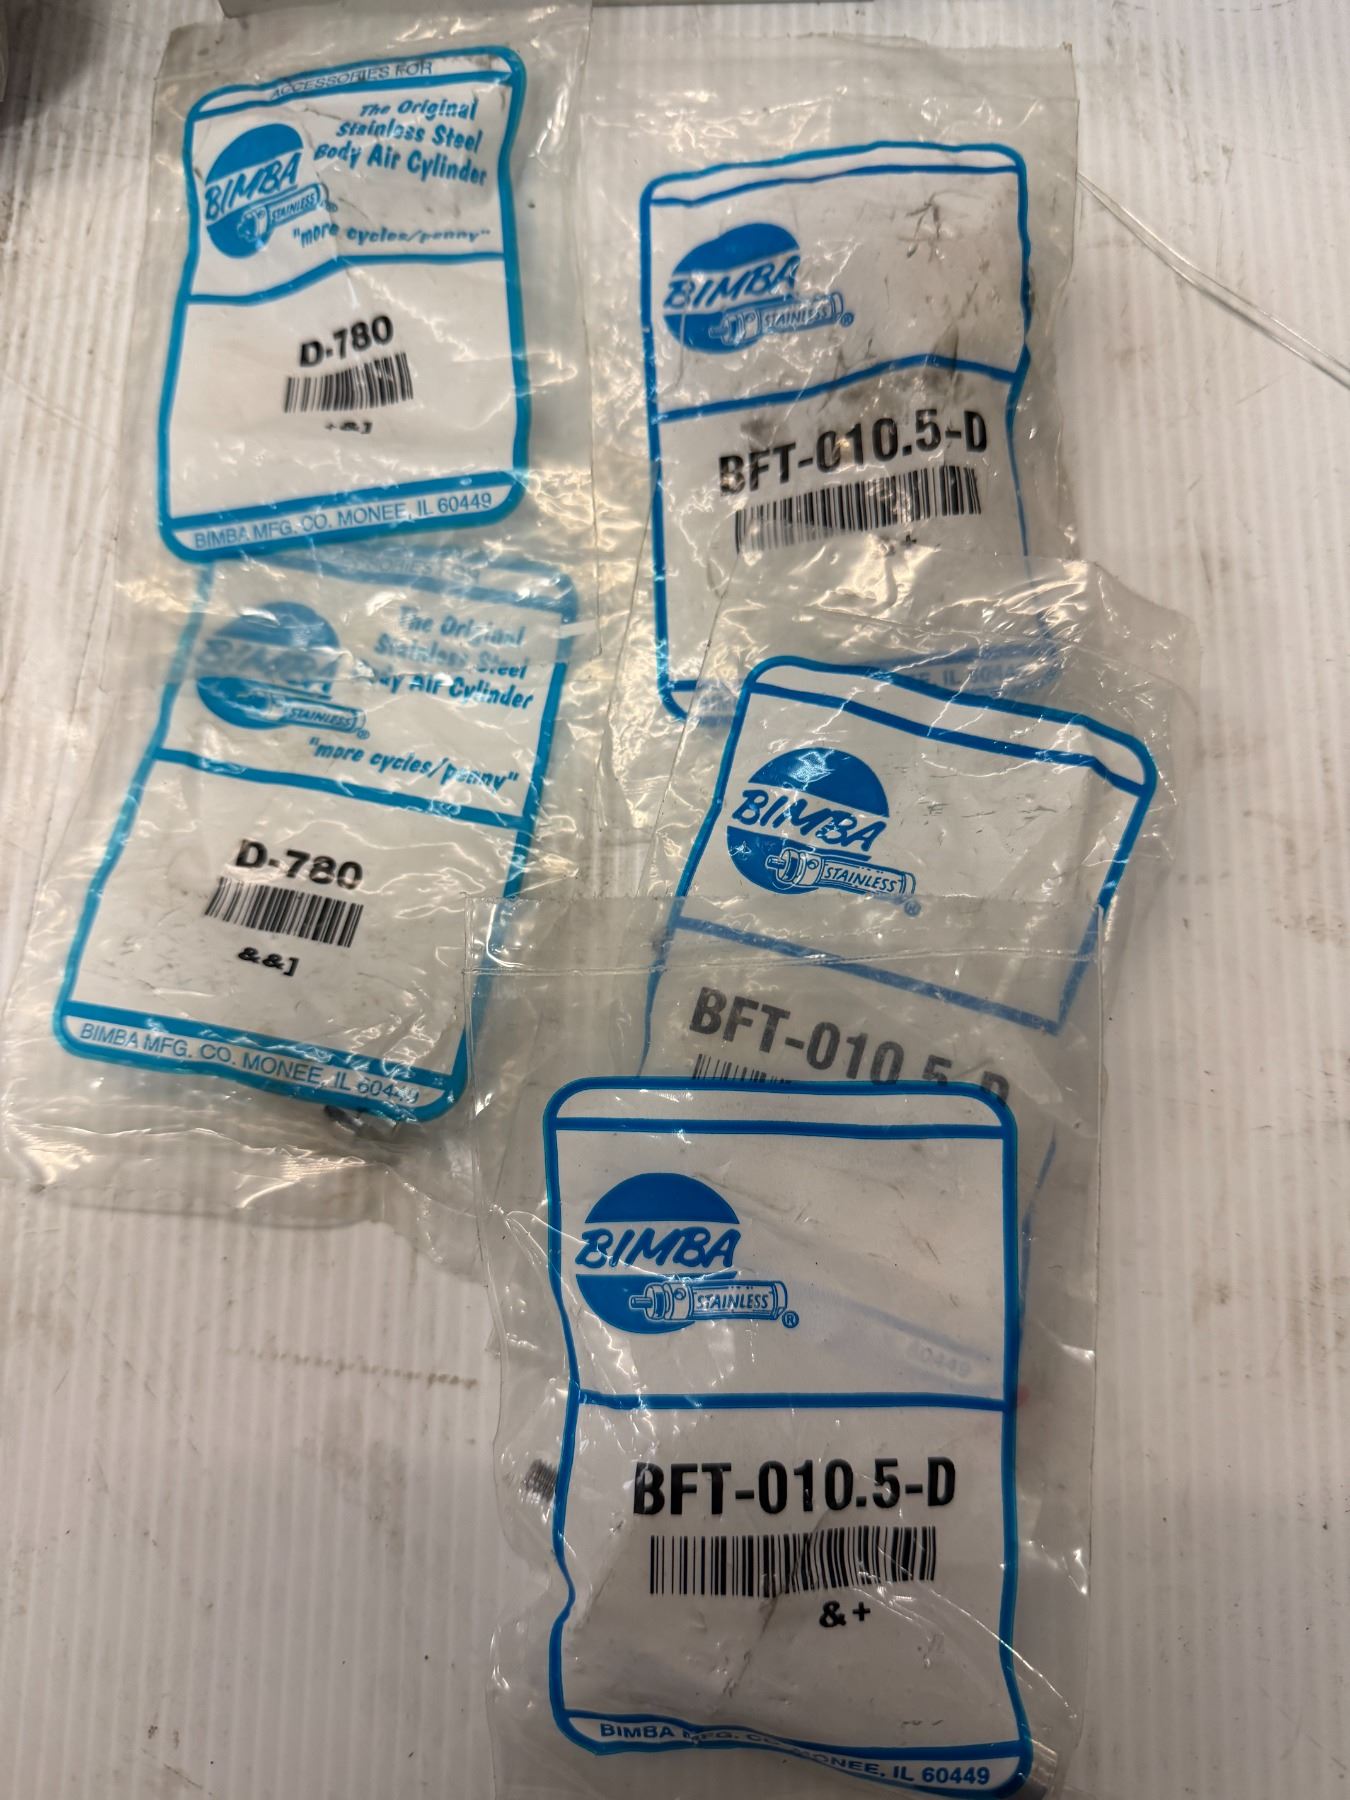 ACCESSORIES FOR
The Original
Stainless Steel
Body Air Cylinder
BIMBA
STAINLESS
"more cycles/penny"
D-780
+&]
BIMBA MFG. CO. MONEE, IL 60449
BIMBA
STAINLESS®
BFT-010.5-D
&+
The Original
Stainless Steel
Body Air Cylinder
BIMBA
STAINLESS®
"more cycles/penny"
D-780
&&]
BIMBA MFG. CO. MONEE, IL 60449
BIMBA
STAINLESS®
BFT-010.5-D
BIMBA
STAINLESS®
60449
BFT-010.5-D
&+
BIMBA MFG. CO. MONEE, IL 60449